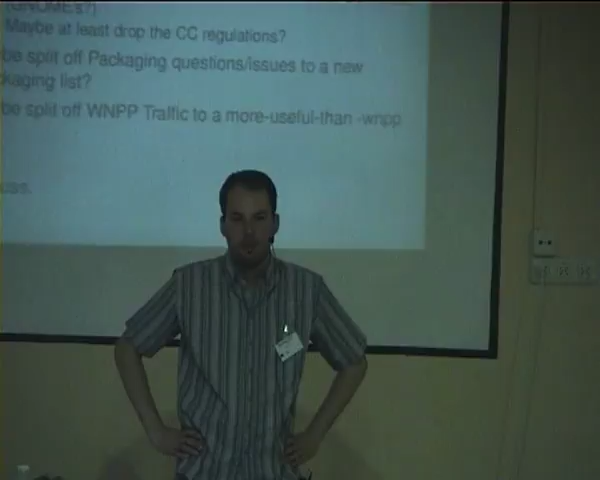 GNOME's?)
Maybe at least drop the CC regulations?
be split off Packaging questions/issues to a new
kaging list?
be split off WNPP Traffic to a more-useful-than -wnpp